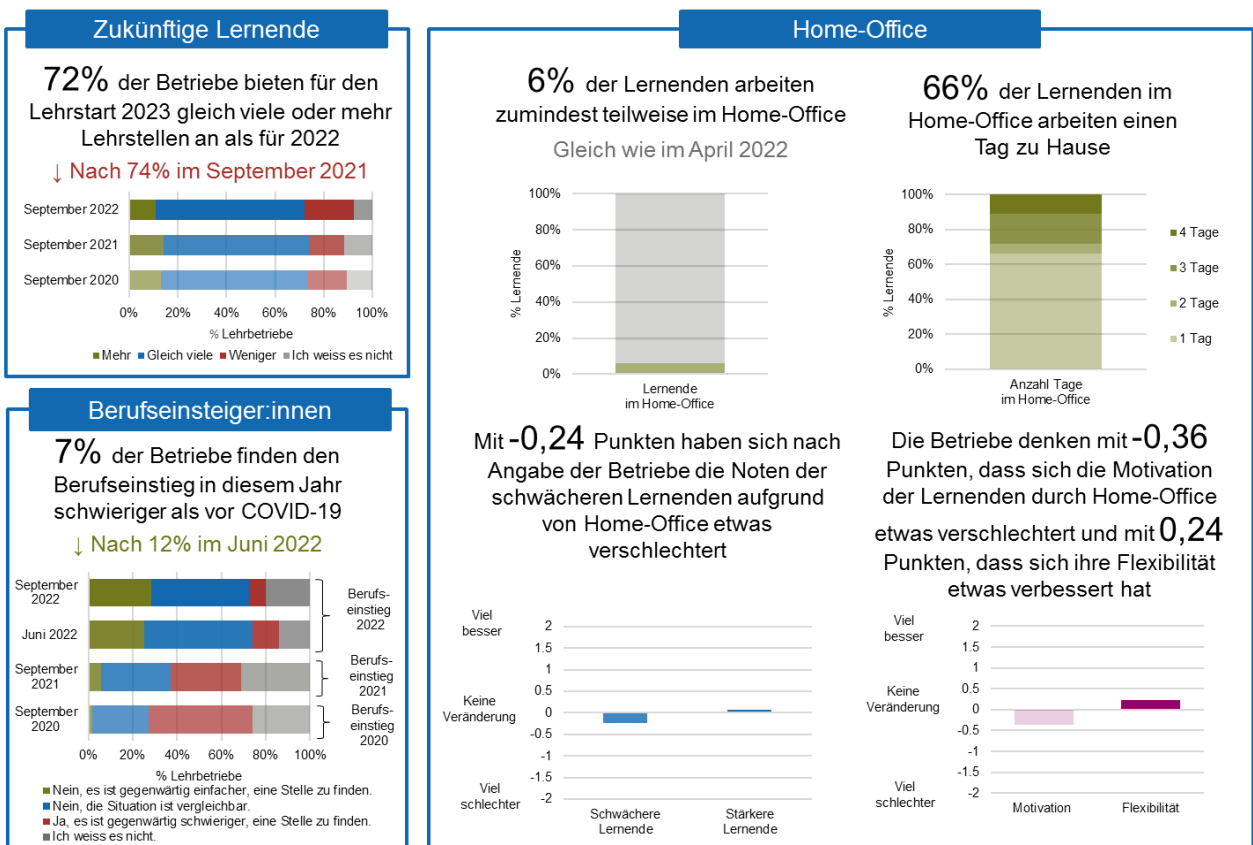 Zukünftige Lernende
72% der Betriebe bieten für den
Lehrstart 2023 gleich viele oder mehr
Lehrstellen an als für 2022
↓ Nach 74% im September 2021
September 2022
September 2021
September 2020
0% 20% 40% 60% 80% 100%
% Lehrbetriebe
Mehr Gleich viele Weniger Ich weiss es nicht
Berufseinsteiger:innen
7% der Betriebe finden den
Berufseinstieg in diesem Jahr
schwieriger als vor COVID-19
↓ Nach 12% im Juni 2022
September
2022
Juni 2022
September
2021
September
2020
Berufs-
einstieg
2022
Berufs-
einstieg
2021
Berufs-
einstieg
2020
0% 20% 40% 60% 80% 100%
% Lehrbetriebe
Nein, es ist gegenwärtig einfacher, eine Stelle zu finden.
Nein, die Situation ist vergleichbar.
Ja, es ist gegenwärtig schwieriger, eine Stelle zu finden.
Ich weiss es nicht.
Home-Office
6% der Lernenden arbeiten
zumindest teilweise im Home-Office
Gleich wie im April 2022
100%
80%
60%
40%
20%
0%
% Lernende
Lernende
im Home-Office
66% der Lernenden im
Home-Office arbeiten einen
Tag zu Hause
100%
80%
60%
40%
20%
0%
% Lernende
4 Tage
3 Tage
2 Tage
1 Tag
Anzahl Tage
im Home-Office
Mit -0,24 Punkten haben sich nach
Angabe der Betriebe die Noten der
schwächeren Lernenden aufgrund
von Home-Office etwas
verschlechtert
Viel
besser
Keine
Veränderung
Viel
schlechter
2
1.5
1
0.5
0
-0.5
-1
-1.5
-2
Schwächere
Lernende
Stärkere
Lernende
Die Betriebe denken mit -0,36
Punkten, dass sich die Motivation
der Lernenden durch Home-Office
etwas verschlechtert und mit 0,24
Punkten, dass sich ihre Flexibilität
etwas verbessert hat
Viel
besser
Keine
Veränderung
Viel
schlechter
2
1.5
1
0.5
0
-0.5
-1
-1.5
-2
Motivation
Flexibilität